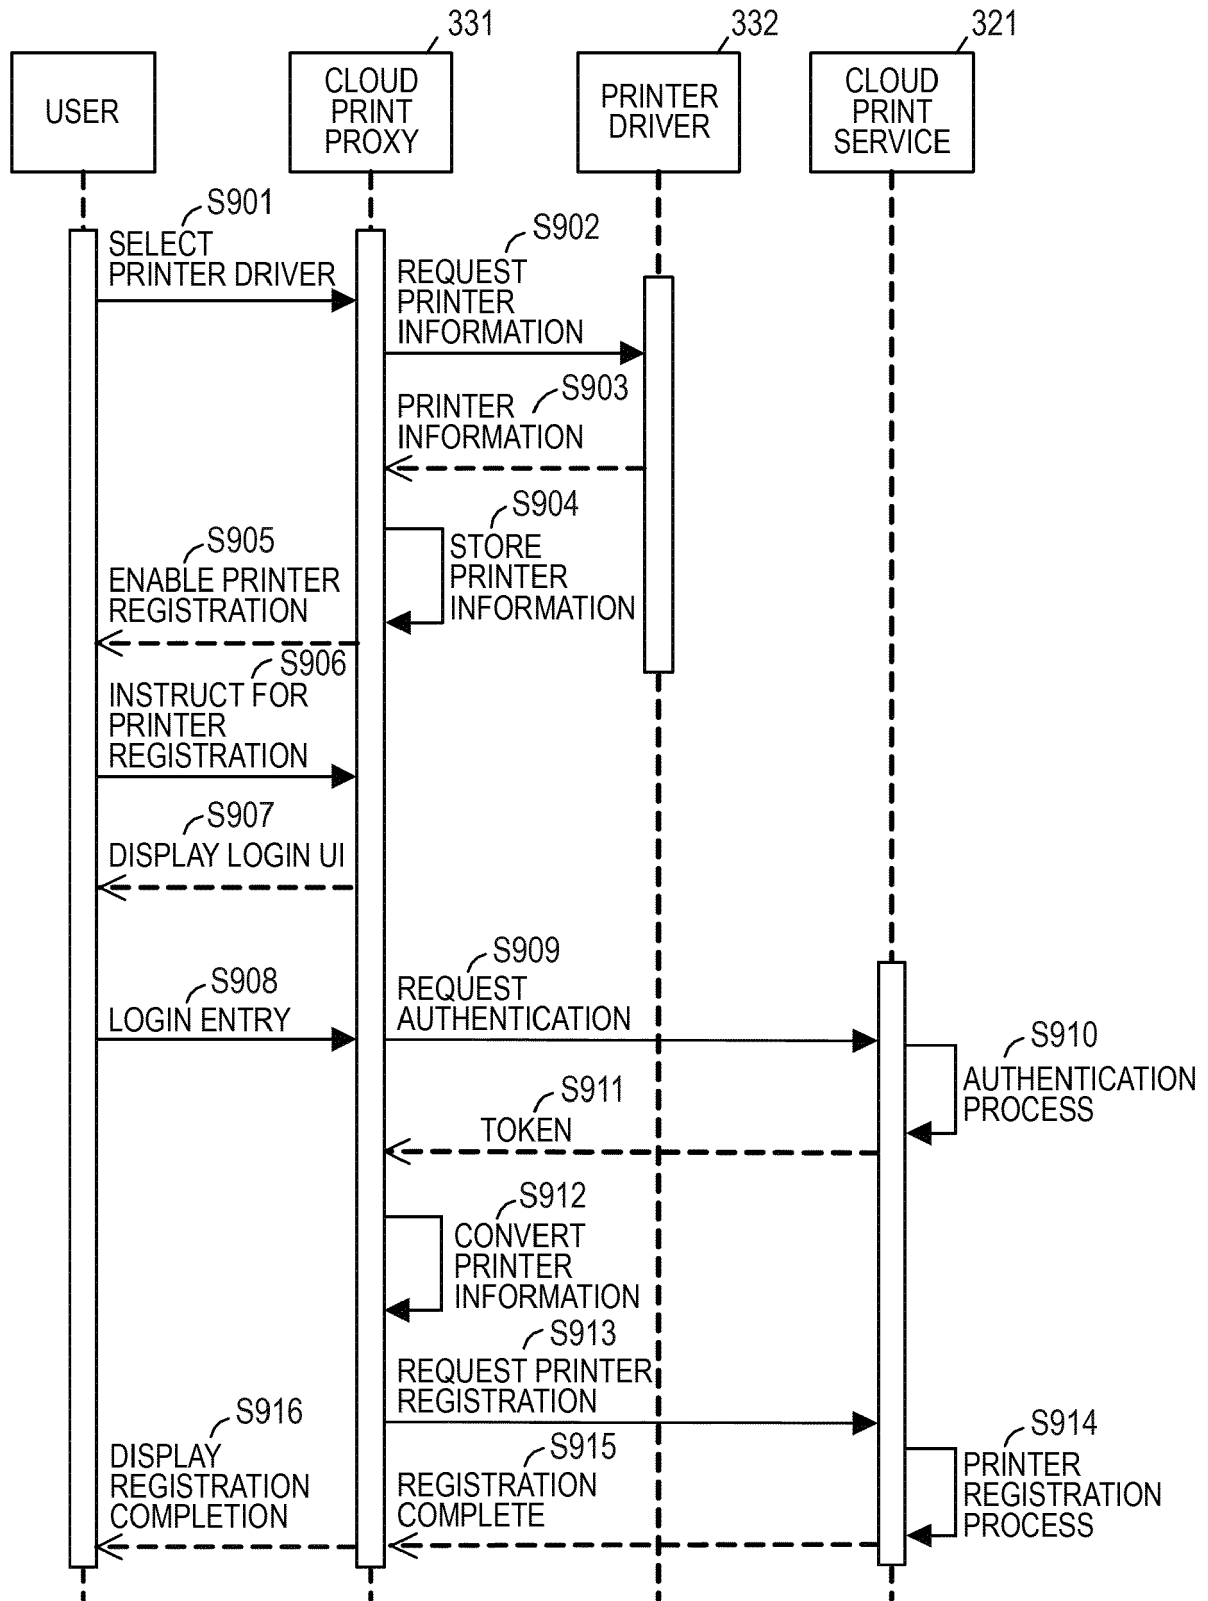 331
332
321
USER
CLOUD
PRINT
PROXY
PRINTER
DRIVER
CLOUD
PRINT
SERVICE
S901
SELECT
PRINTER DRIVER
S902
REQUEST
PRINTER
INFORMATION
S903
PRINTER
INFORMATION
S904
STORE
PRINTER
INFORMATION
S905
ENABLE PRINTER
REGISTRATION
S906
INSTRUCT FOR
PRINTER
REGISTRATION
S907
DISPLAY LOGIN UI
S908
LOGIN ENTRY
S909
REQUEST
AUTHENTICATION
S910
AUTHENTICATION
PROCESS
S911
TOKEN
S912
CONVERT
PRINTER
INFORMATION
S913
REQUEST PRINTER
REGISTRATION
S914
PRINTER
REGISTRATION
PROCESS
S915
REGISTRATION
COMPLETE
S916
DISPLAY
REGISTRATION
COMPLETION